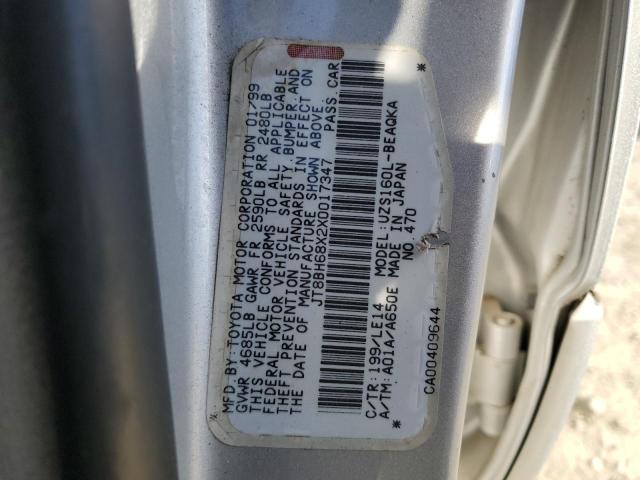 MFD.BY:TOYOTA MOTOR CORPORATION 01/99
GVWR 4685LB GAWR FR 2590LB RR 2480LB
THIS VEHICLE CONFORMS TO ALL APPLICABLE
FEDERAL MOTOR VEHICLE SAFETY, BUMPER, AND
THEFT PREVENTION STANDARDS IN EFFECT ON
THE DATE OF MANUFACTURE SHOWN ABOVE.
JT8BH68X2X0017347 PASS.CAR
C/TR:199/LE14 MODEL:UZS160L-BEAQKA
A/TM:A01A/A650E MADE IN JAPAN
* NO.470 *
CA00409644